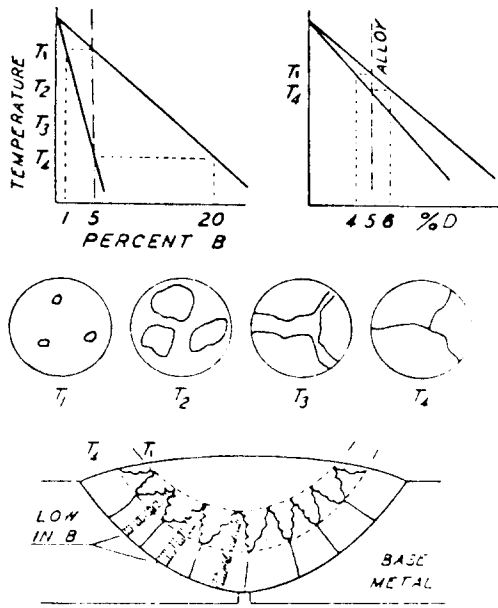 TEMPERATURE
T1
T2
T3
T4
1 5 20
PERCENT B
T1
T4
ALLOY
4 5 6 % D
T1 T2 T3 T4
T4 T1
LOW
IN B
BASE
METAL